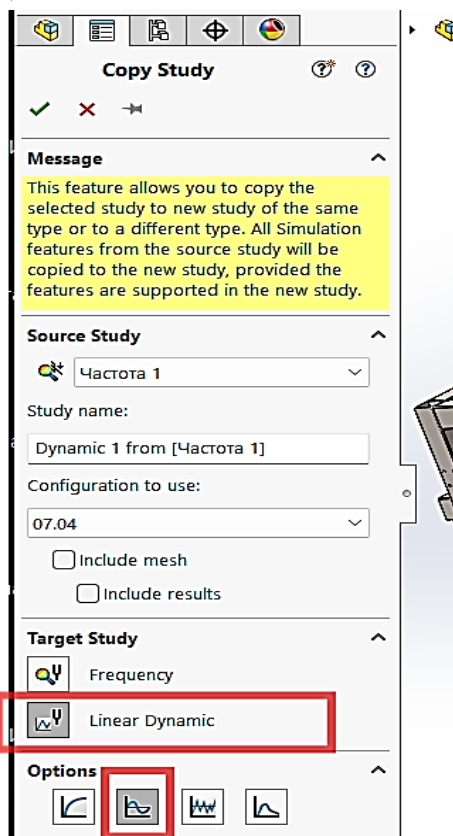 Copy Study
Message
This feature allows you to copy the
selected study to new study of the same
type or to a different type. All Simulation
features from the source study will be
copied to the new study, provided the
features are supported in the new study.
Source Study
Частота 1
Study name:
Dynamic 1 from [Частота 1]
Configuration to use:
07.04
Include mesh
Include results
Target Study
Frequency
Linear Dynamic
Options